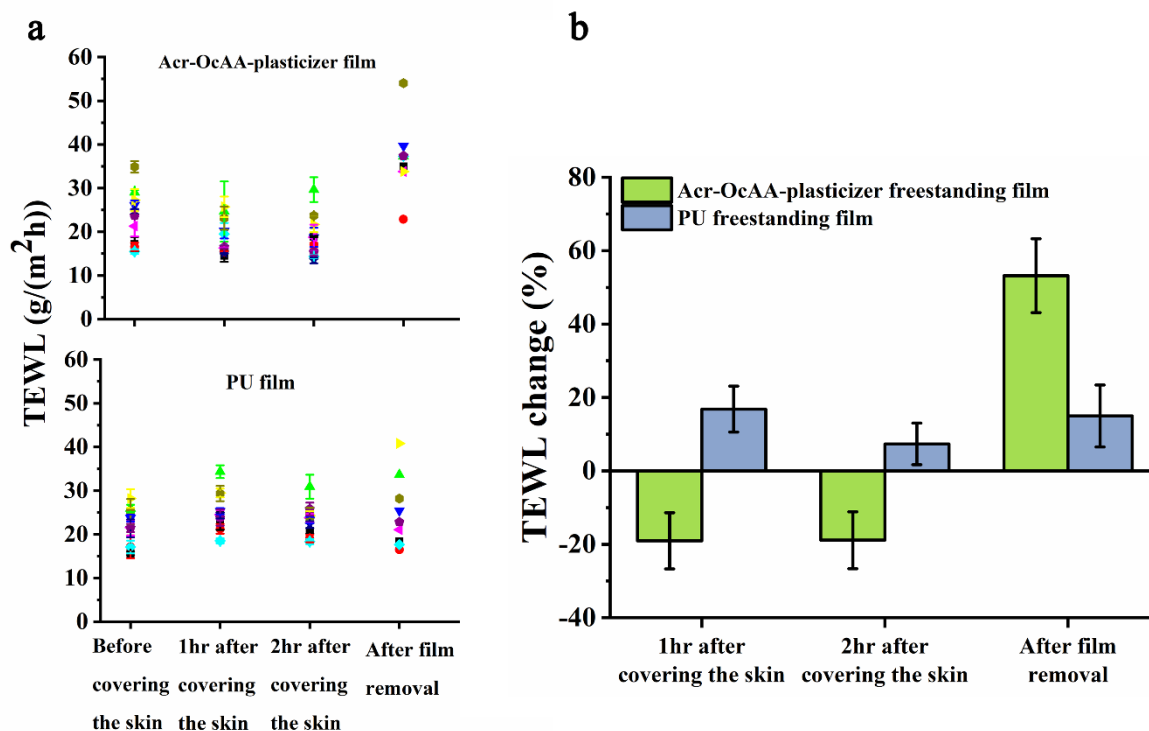 a
Acr-OcAA-plasticizer film
60
50
40
30
20
10
0
TEWL (g/(m²h))
PU film
60
50
40
30
20
10
0
Before
covering
the skin
1hr after
covering
the skin
2hr after
covering
the skin
After film
removal
b
Acr-OcAA-plasticizer freestanding film
PU freestanding film
TEWL change (%)
80
60
40
20
0
-20
-40
1hr after
covering the skin
2hr after
covering the skin
After film
removal